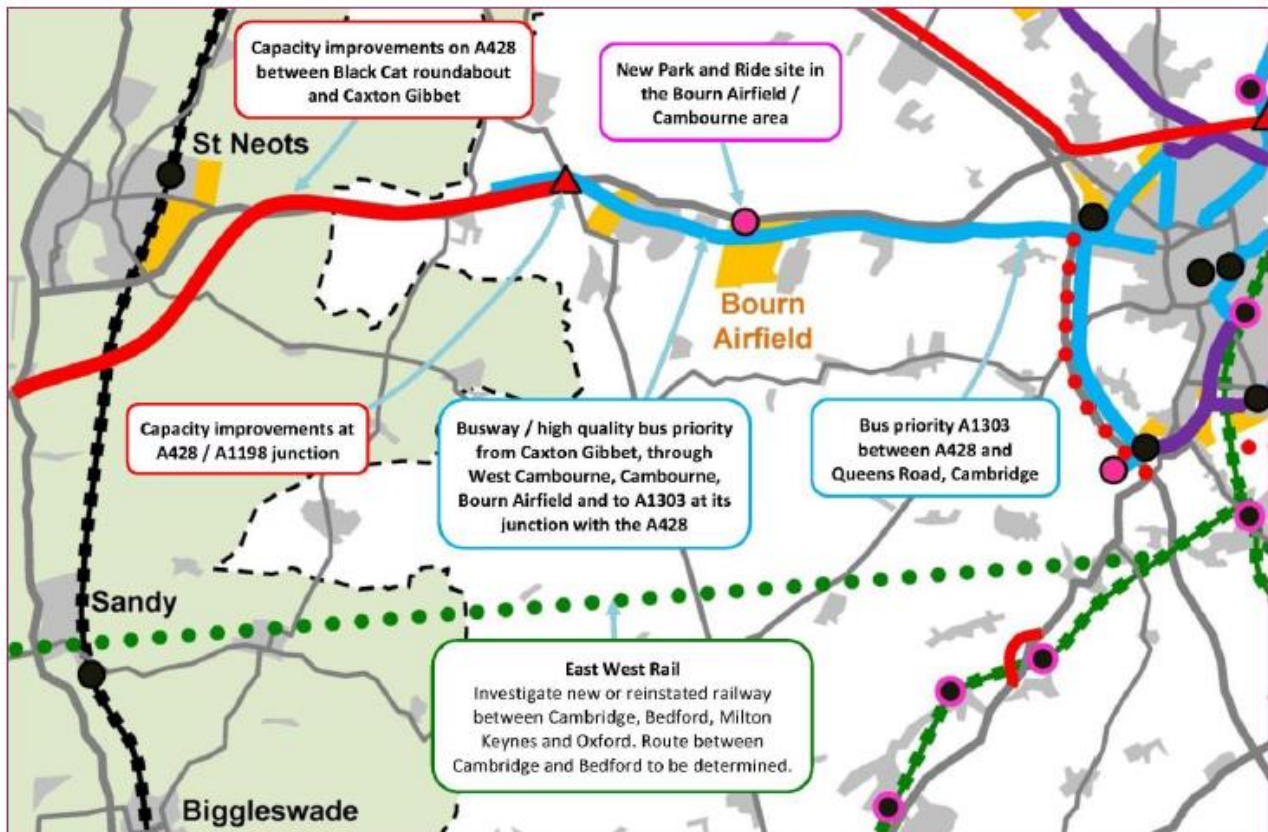 Capacity improvements on A428
between Black Cat roundabout
and Caxton Gibbet
New Park and Ride site in
the Bourn Airfield /
Cambourne area
St Neots
Bourn
Airfield
Capacity improvements at
A428 / A1198 junction
Busway / high quality bus priority
from Caxton Gibbet, through
West Cambourne, Cambourne,
Bourn Airfield and to A1303 at its
junction with the A428
Bus priority A1303
between A428 and
Queens Road, Cambridge
Sandy
East West Rail
Investigate new or reinstated railway
between Cambridge, Bedford, Milton
Keynes and Oxford. Route between
Cambridge and Bedford to be determined.
Biggleswade